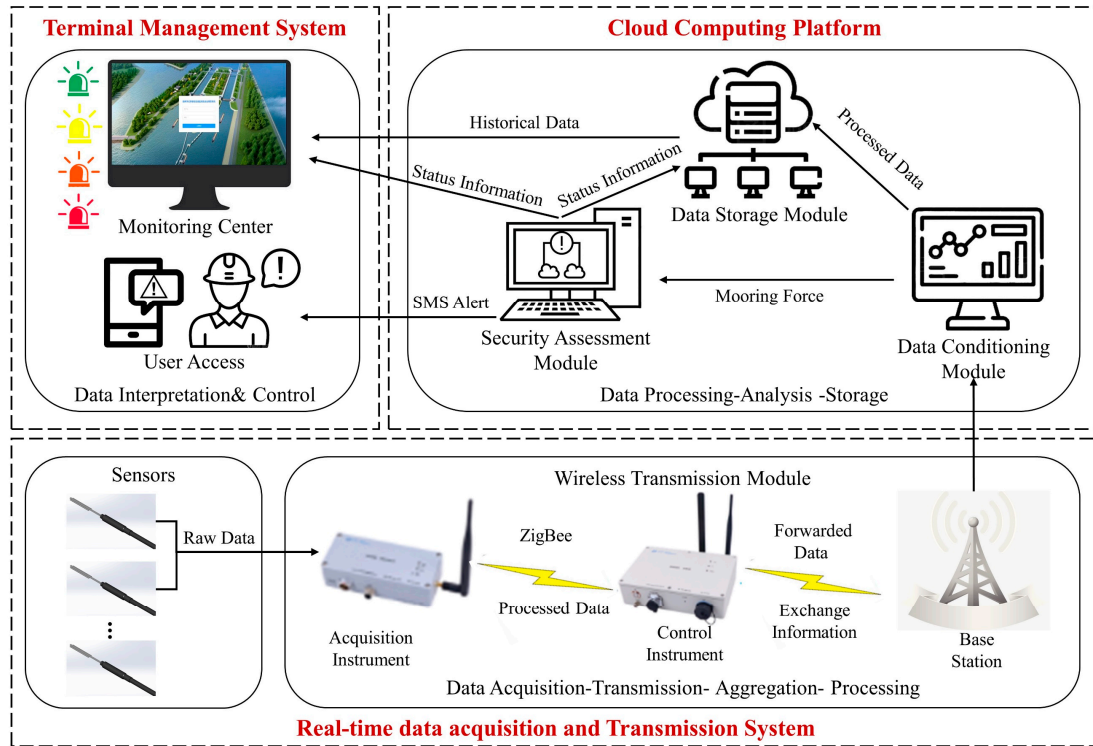 Terminal Management System
Monitoring Center
User Access
Data Interpretation& Control
Cloud Computing Platform
Historical Data
Status Information
Status Information
Processed Data
Data Storage Module
Mooring Force
SMS Alert
Security Assessment
Module
Data Conditioning
Module
Data Processing-Analysis -Storage
Sensors
Raw Data
Wireless Transmission Module
ZigBee
Processed Data
Forwarded
Data
Exchange
Information
Acquisition
Instrument
Control
Instrument
Base
Station
Data Acquisition-Transmission- Aggregation- Processing
Real-time data acquisition and Transmission System